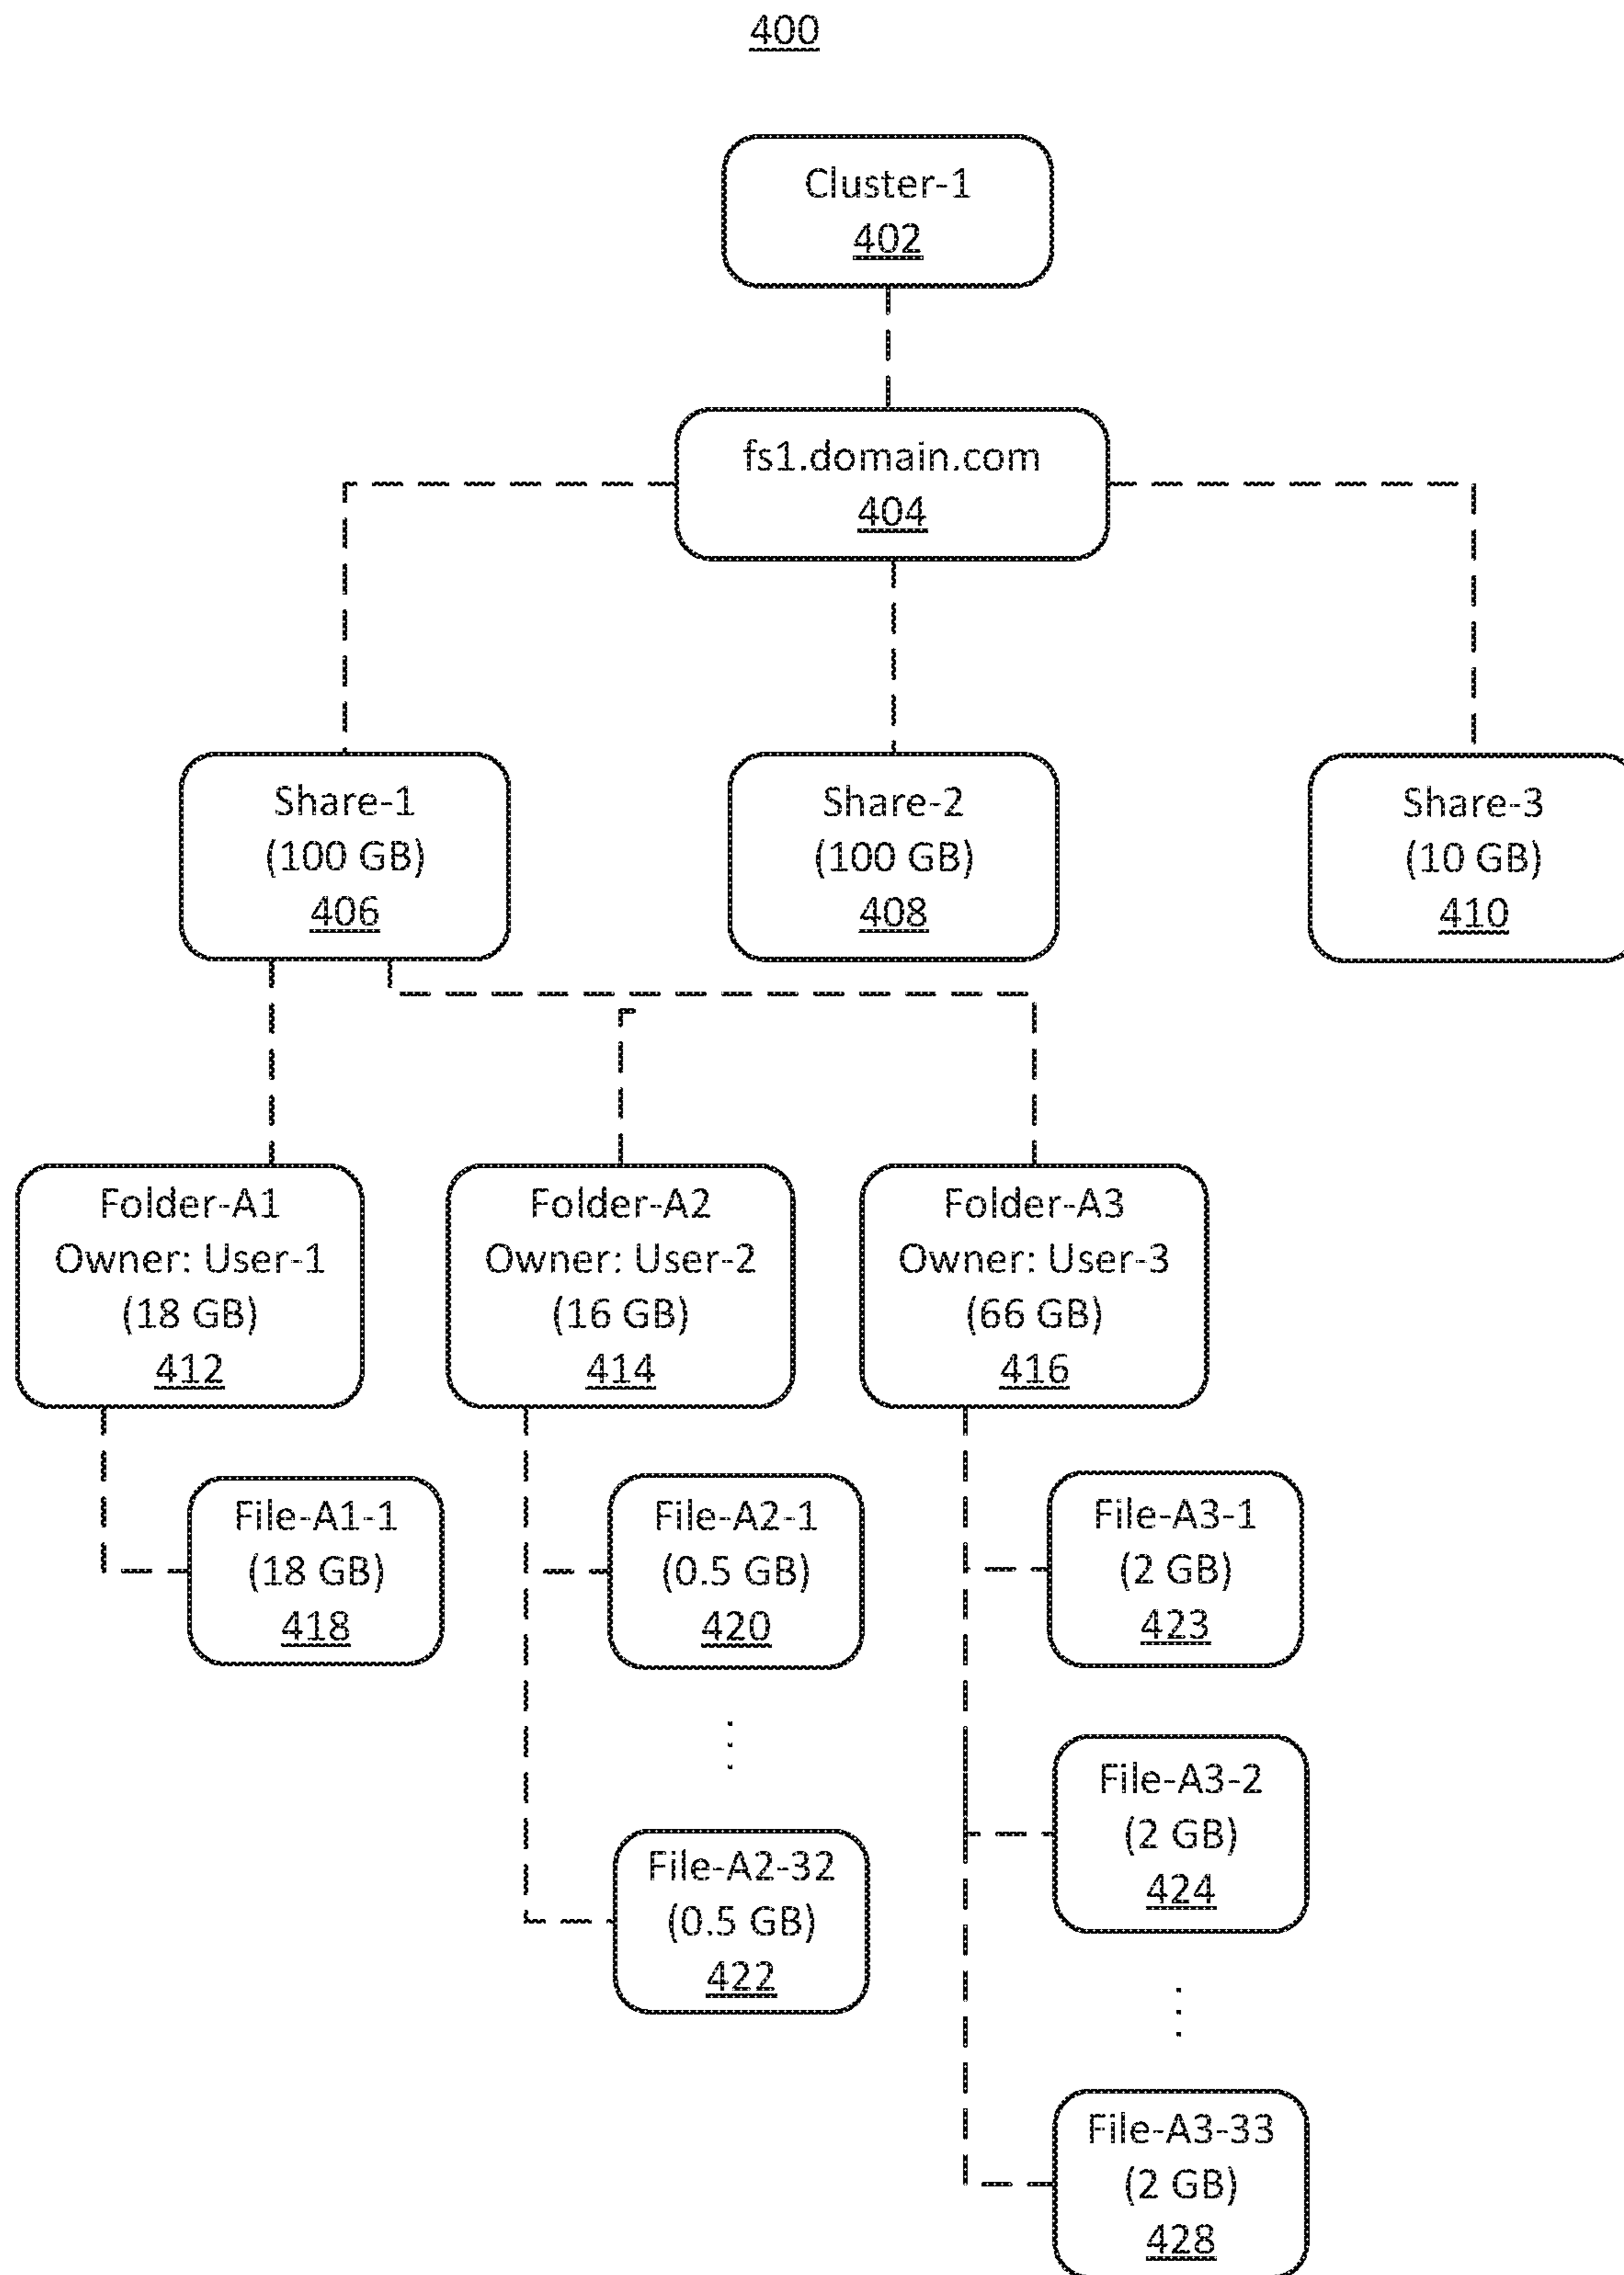 400
Cluster-1
402
fs1.domain.com
404
Share-1
(100 GB)
406
Share-2
(100 GB)
408
Share-3
(10 GB)
410
Folder-A1
Owner: User-1
(18 GB)
412
Folder-A2
Owner: User-2
(16 GB)
414
Folder-A3
Owner: User-3
(66 GB)
416
File-A1-1
(18 GB)
418
File-A2-1
(0.5 GB)
420
⋮
File-A2-32
(0.5 GB)
422
File-A3-1
(2 GB)
423
File-A3-2
(2 GB)
424
⋮
File-A3-33
(2 GB)
428